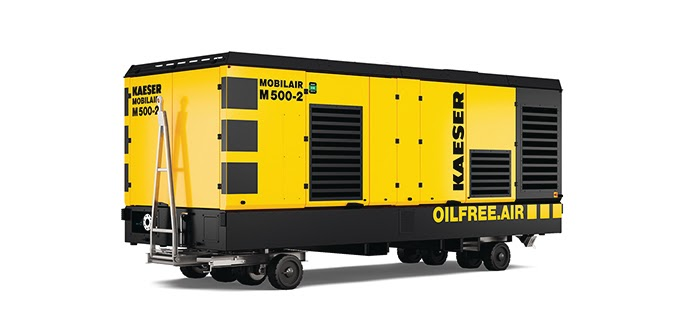 KAESER
MOBILAIR
M 500-2
MOBILAIR
M 500-2
KAESER
OILFREE.AIR